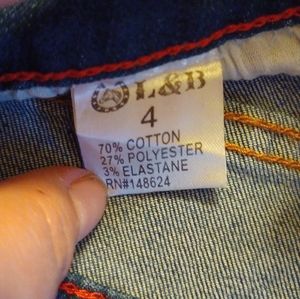 L&B
4
70% COTTON
27% POLYESTER
3% ELASTANE
RN#148624